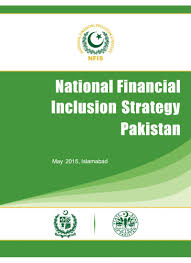 NFIS
National Financial
Inclusion Strategy
Pakistan
May 2015, Islamabad